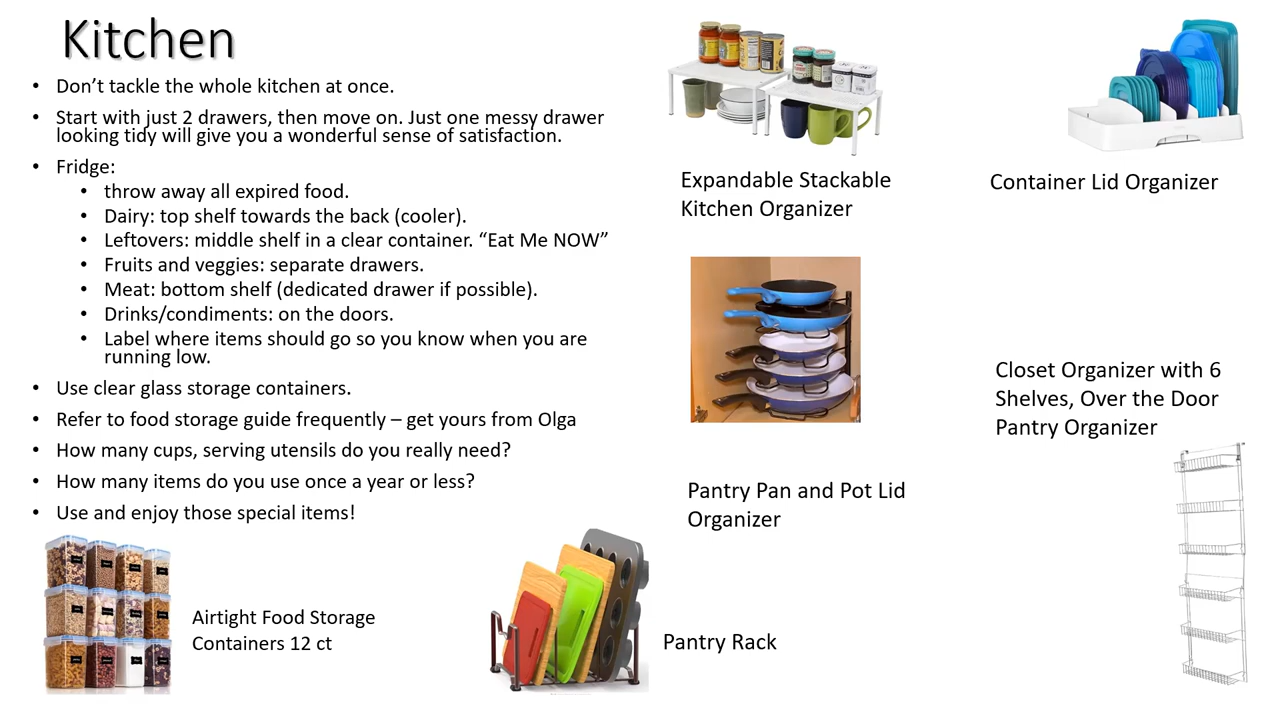 Kitchen
• Don’t tackle the whole kitchen at once.
• Start with just 2 drawers, then move on. Just one messy drawer
looking tidy will give you a wonderful sense of satisfaction.
• Fridge:
• throw away all expired food.
• Dairy: top shelf towards the back (cooler).
• Leftovers: middle shelf in a clear container. “Eat Me NOW”
• Fruits and veggies: separate drawers.
• Meat: bottom shelf (dedicated drawer if possible).
• Drinks/condiments: on the doors.
• Label where items should go so you know when you are
running low.
• Use clear glass storage containers.
• Refer to food storage guide frequently – get yours from Olga
• How many cups, serving utensils do you really need?
• How many items do you use once a year or less?
• Use and enjoy those special items!
Airtight Food Storage
Containers 12 ct
Pantry Rack
Expandable Stackable
Kitchen Organizer
Container Lid Organizer
Pantry Pan and Pot Lid
Organizer
Closet Organizer with 6
Shelves, Over the Door
Pantry Organizer